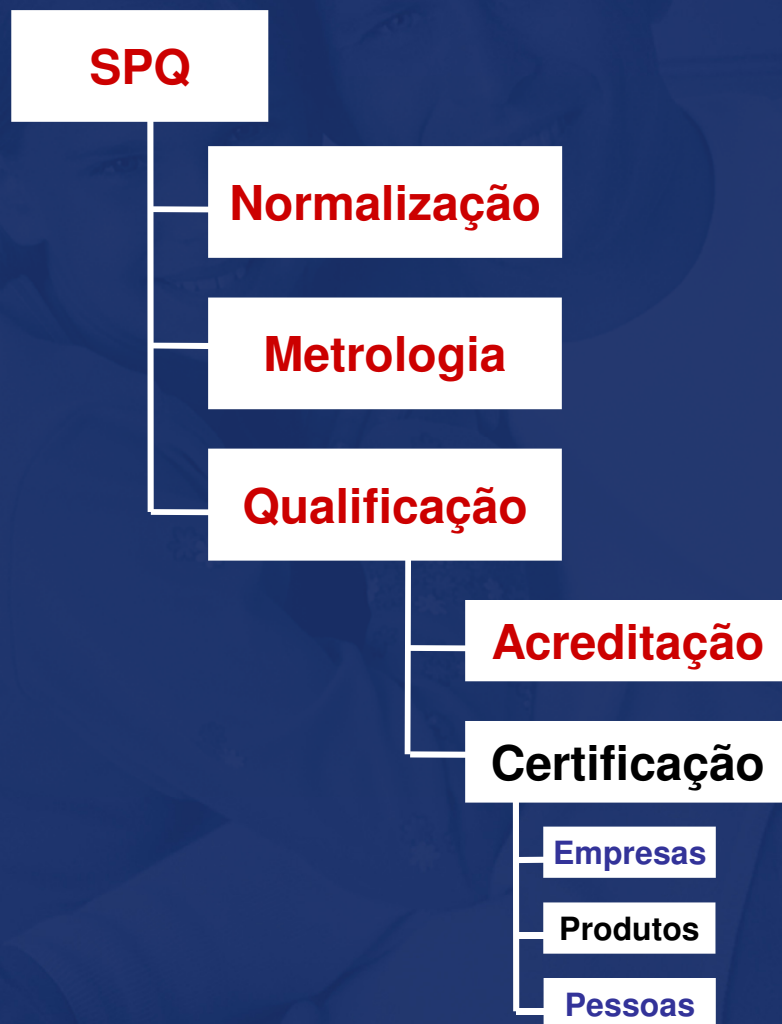 SPQ
Normalização
Metrologia
Qualificação
Acreditação
Certificação
Empresas
Produtos
Pessoas